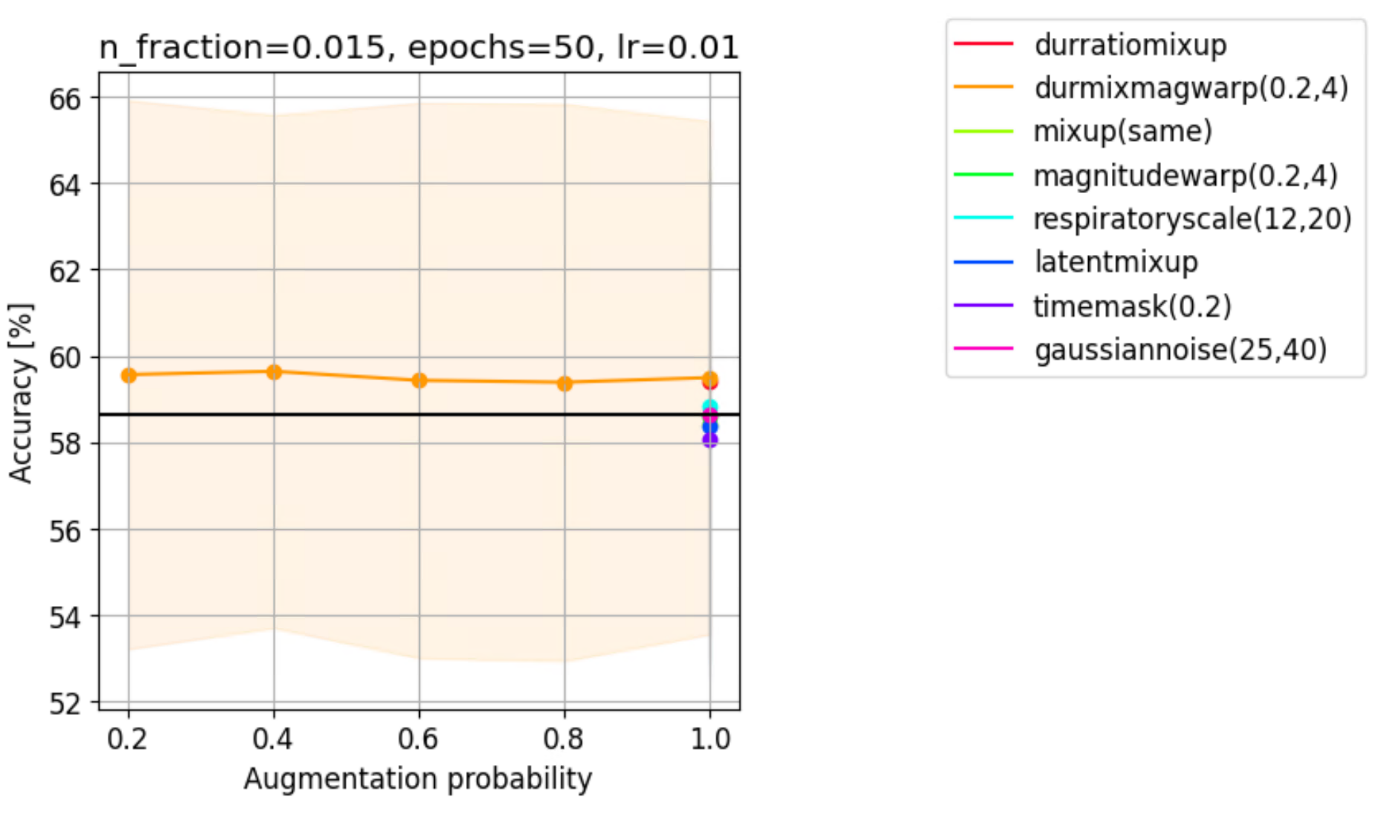 n_fraction=0.015, epochs=50, lr=0.01
66
64
62
60
58
56
54
52
Accuracy [%]
0.2 0.4 0.6 0.8 1.0
Augmentation probability
durratiomixup
durmixmagwarp(0.2,4)
mixup(same)
magnitudewarp(0.2,4)
respiratoryscale(12,20)
latentmixup
timemask(0.2)
gaussiannoise(25,40)